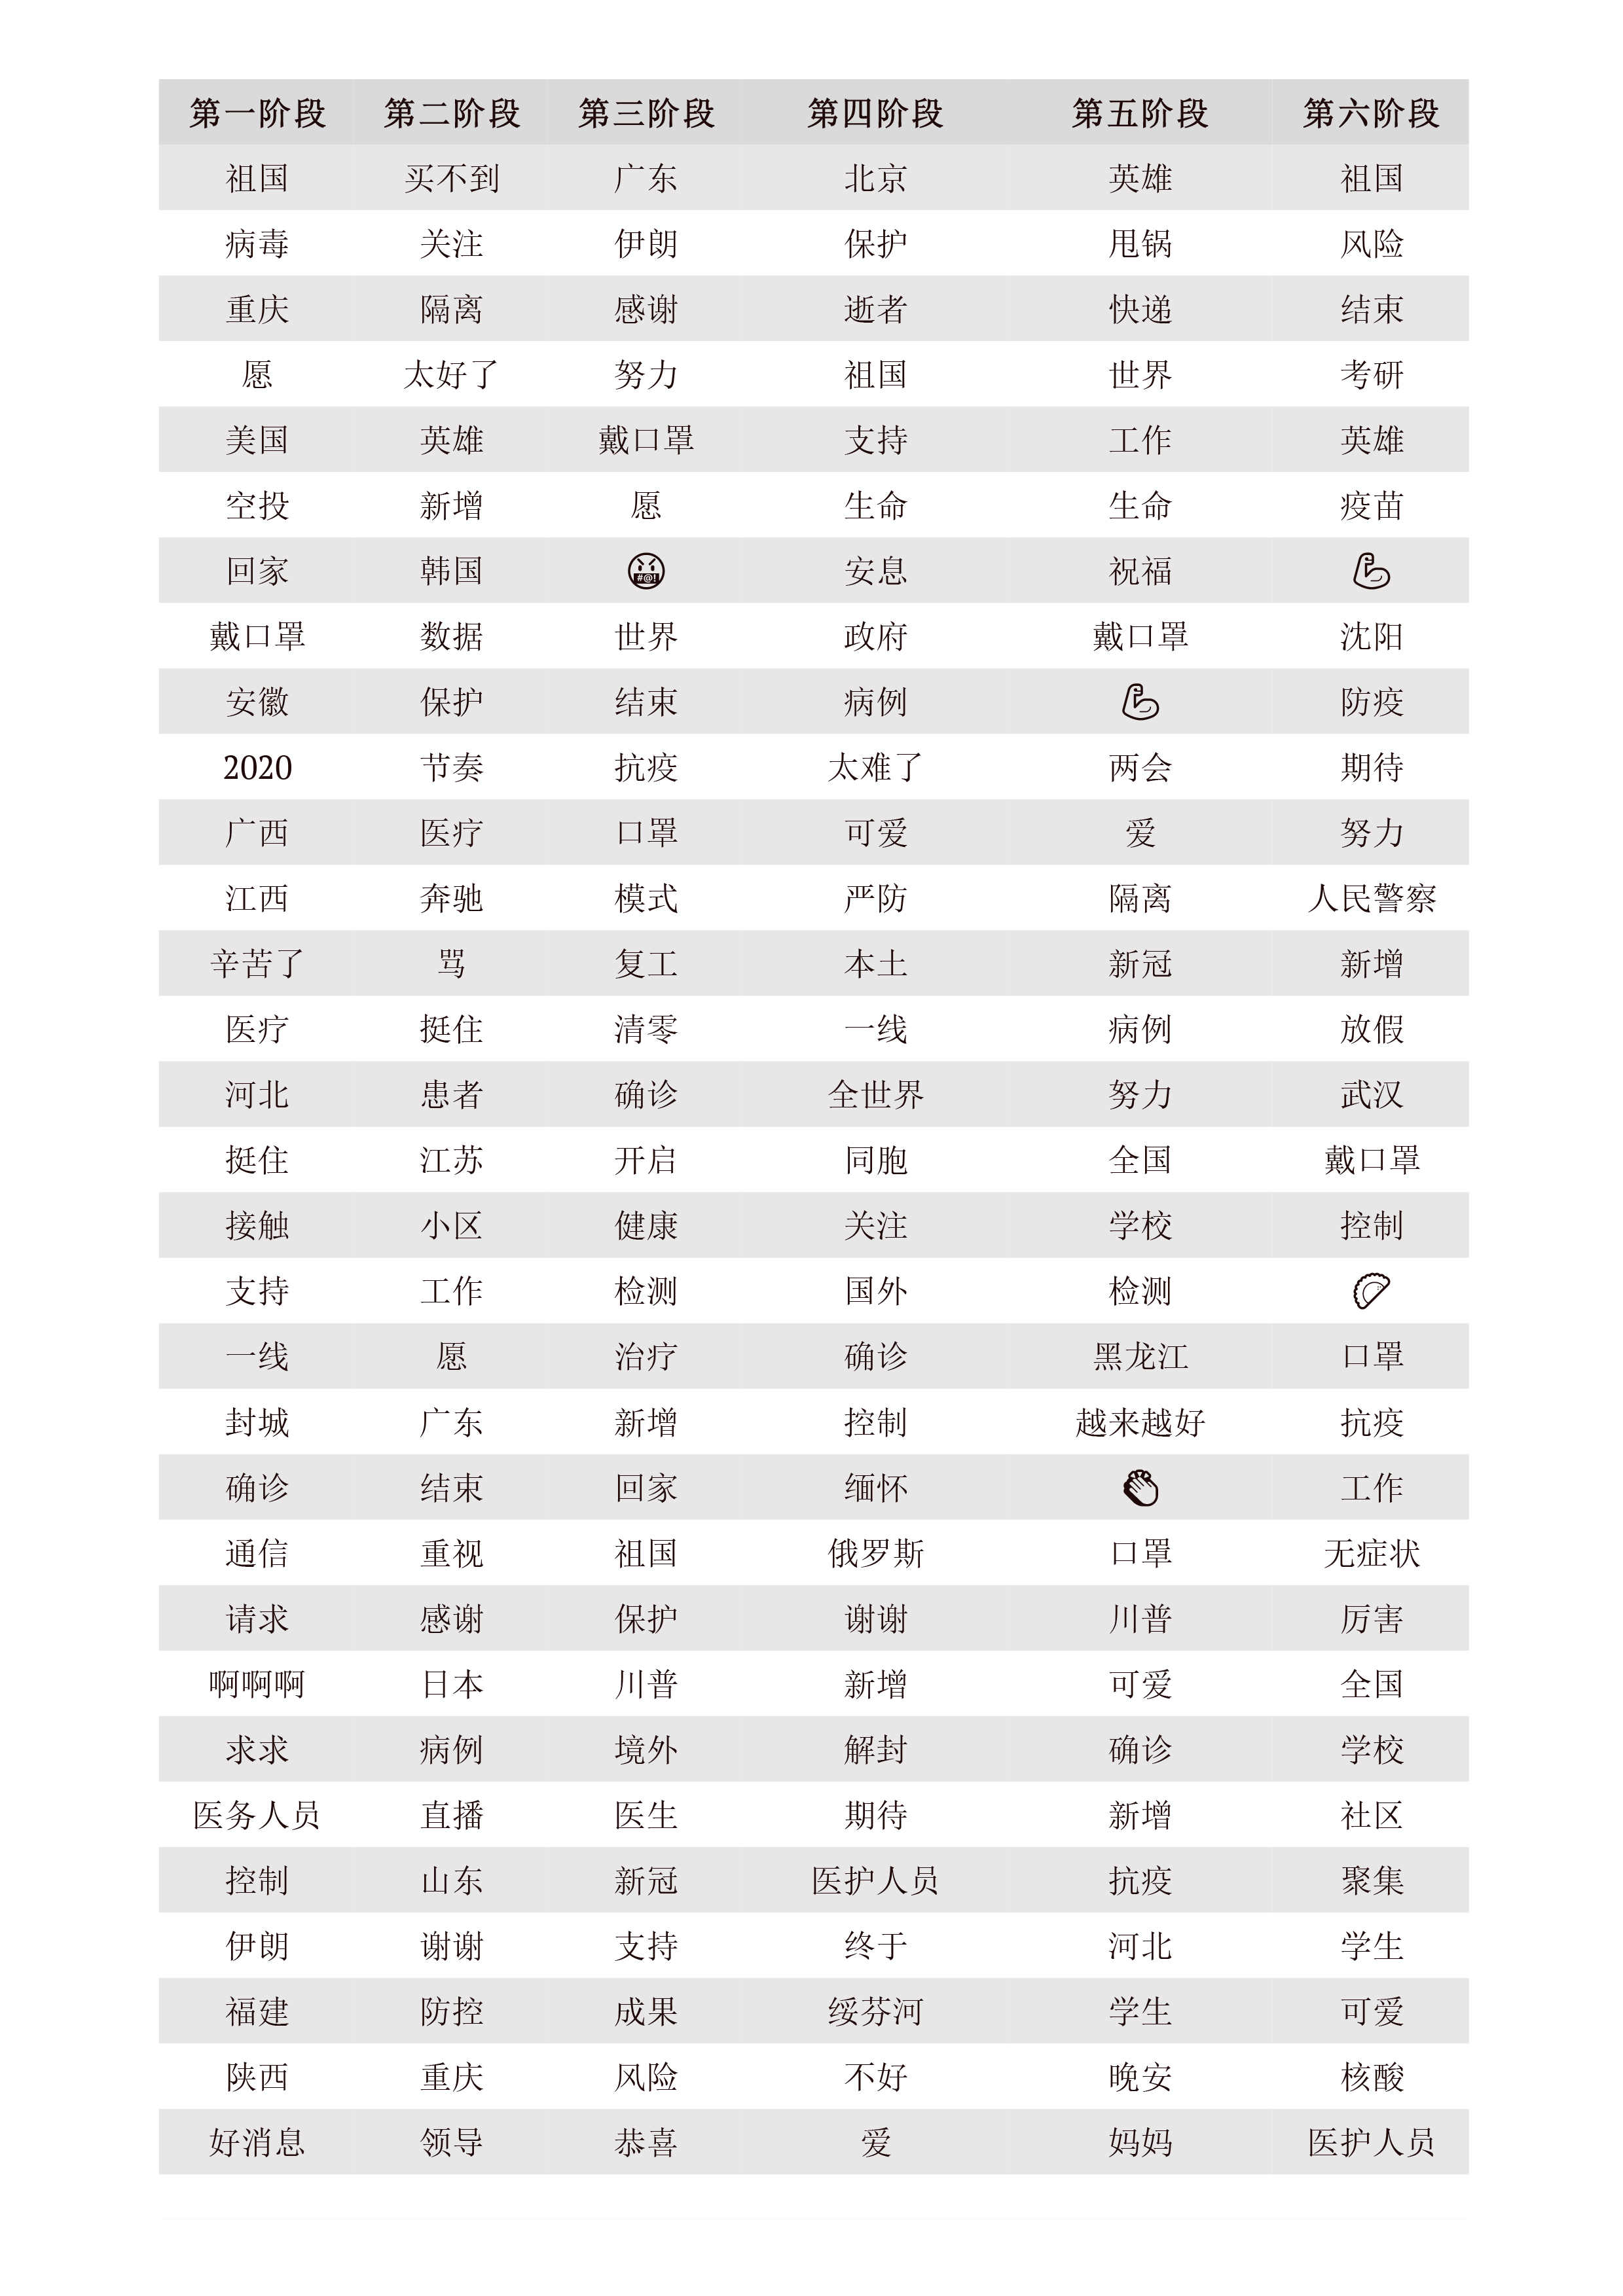 第一阶段 第二阶段 第三阶段 第四阶段 第五阶段 第六阶段
祖国 买不到 广东 北京 英雄 祖国
病毒 关注 伊朗 保护 甩锅 风险
重庆 隔离 感谢 逝者 快递 结束
愿 太好了 努力 祖国 世界 考研
美国 英雄 戴口罩 支持 工作 英雄
空投 新增 愿 生命 生命 疫苗
回家 韩国 🤬 安息 祝福 💪
戴口罩 数据 世界 政府 戴口罩 沈阳
安徽 保护 结束 病例 💪 防疫
2020 节奏 抗疫 太难了 两会 期待
广西 医疗 口罩 可爱 爱 努力
江西 奔驰 模式 严防 隔离 人民警察
辛苦了 骂 复工 本土 新冠 新增
医疗 挺住 清零 一线 病例 放假
河北 患者 确诊 全世界 努力 武汉
挺住 江苏 开启 同胞 全国 戴口罩
接触 小区 健康 关注 学校 控制
支持 工作 检测 国外 检测 🥟
一线 愿 治疗 确诊 黑龙江 口罩
封城 广东 新增 控制 越来越好 抗疫
确诊 结束 回家 缅怀 👏 工作
通信 重视 祖国 俄罗斯 口罩 无症状
请求 感谢 保护 谢谢 川普 厉害
啊啊啊 日本 川普 新增 可爱 全国
求求 病例 境外 解封 确诊 学校
医务人员 直播 医生 期待 新增 社区
控制 山东 新冠 医护人员 抗疫 聚集
伊朗 谢谢 支持 终于 河北 学生
福建 防控 成果 绥芬河 学生 可爱
陕西 重庆 风险 不好 晚安 核酸
好消息 领导 恭喜 爱 妈妈 医护人员